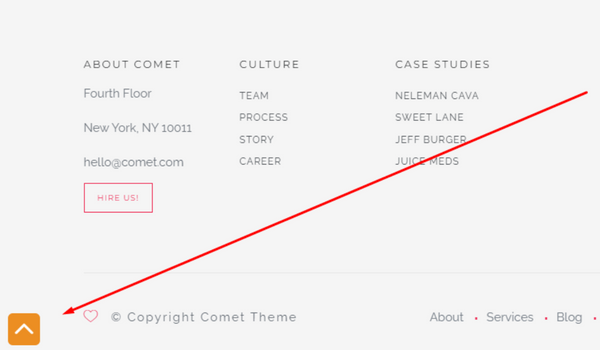 ABOUT COMET
Fourth Floor
New York, NY 10011
hello@comet.com
HIRE US!
CULTURE
TEAM
PROCESS
STORY
CAREER
CASE STUDIES
NELEMAN CAVA
SWEET LANE
JEFF BURGER
JUICE MEDS
© Copyright Comet Theme
About • Services • Blog •